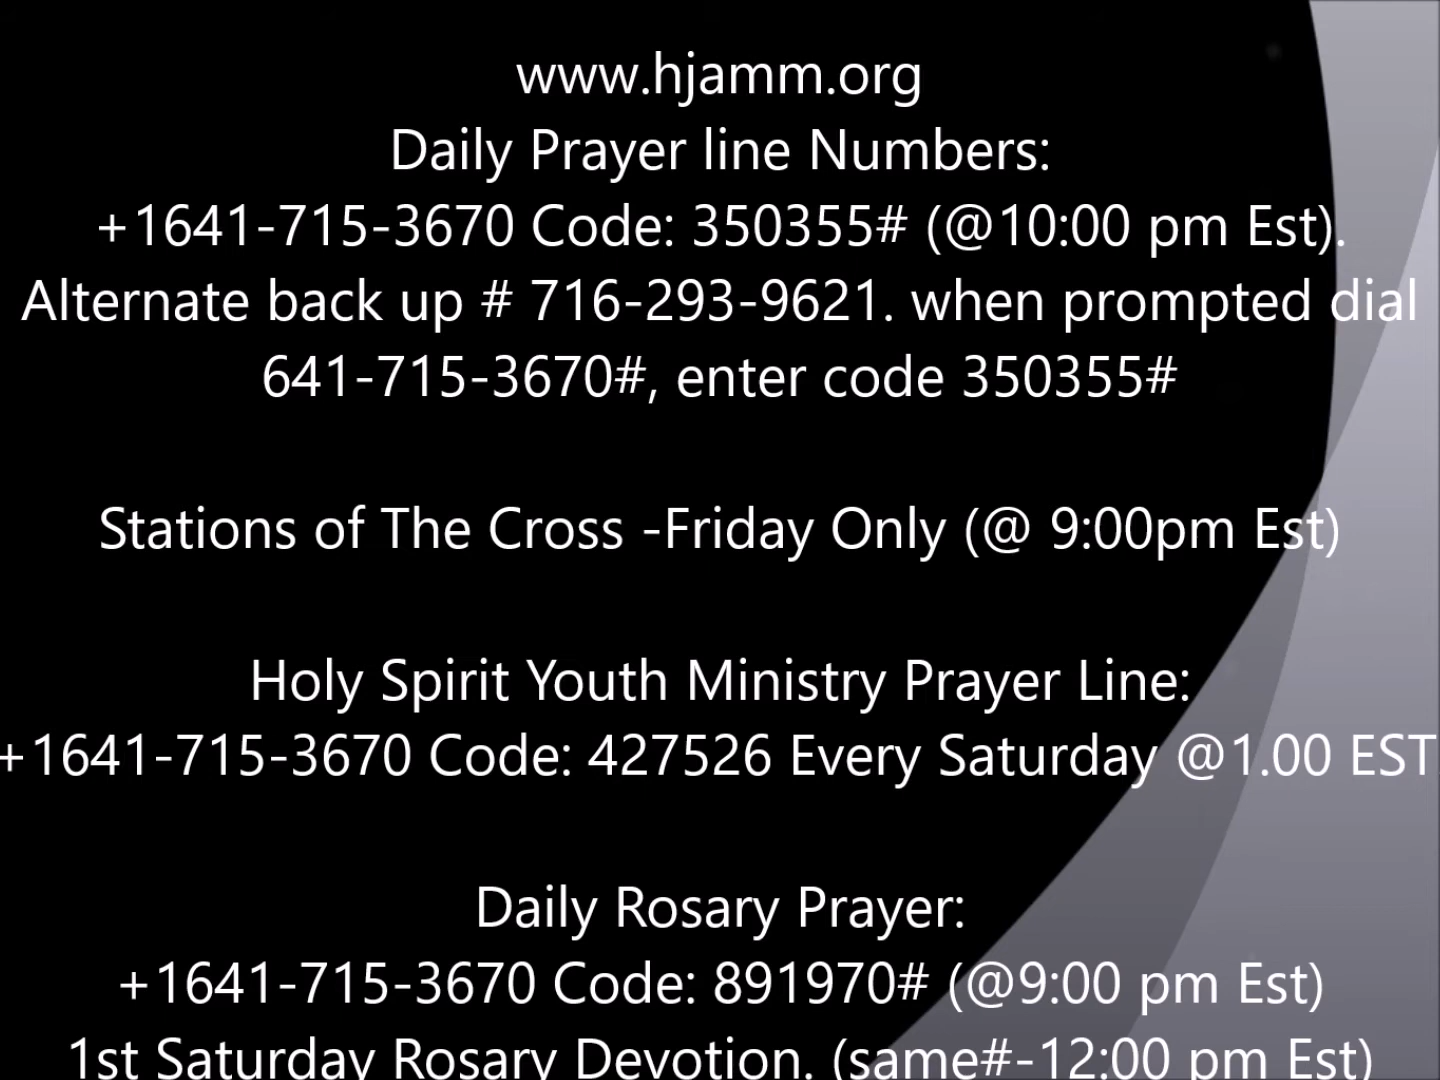 www.hjamm.org
Daily Prayer line Numbers:
+1641-715-3670 Code: 350355# (@10:00 pm Est).
Alternate back up # 716-293-9621. when prompted dial
641-715-3670#, enter code 350355#
Stations of The Cross -Friday Only (@ 9:00pm Est)
Holy Spirit Youth Ministry Prayer Line:
+1641-715-3670 Code: 427526 Every Saturday @1.00 EST
Daily Rosary Prayer:
+1641-715-3670 Code: 891970# (@9:00 pm Est)
1st Saturday Rosary Devotion. (same#-12:00 pm Est)